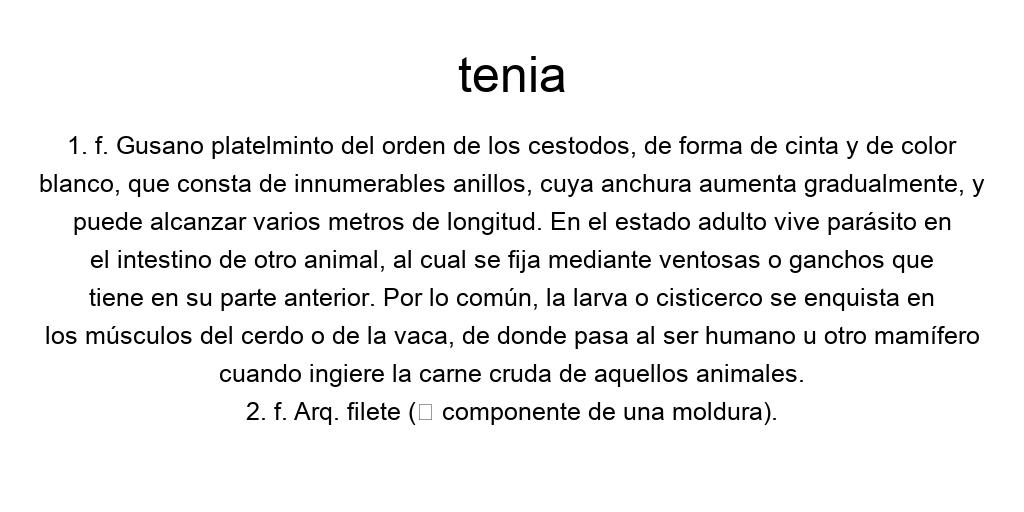 tenia
1. f. Gusano platelminto del orden de los cestodos, de forma de cinta y de color
blanco, que consta de innumerables anillos, cuya anchura aumenta gradualmente, y
puede alcanzar varios metros de longitud. En el estado adulto vive parásito en
el intestino de otro animal, al cual se fija mediante ventosas o ganchos que
tiene en su parte anterior. Por lo común, la larva o cisticerco se enquista en
los músculos del cerdo o de la vaca, de donde pasa al ser humano u otro mamífero
cuando ingiere la carne cruda de aquellos animales.
2. f. Arq. filete (□ componente de una moldura).